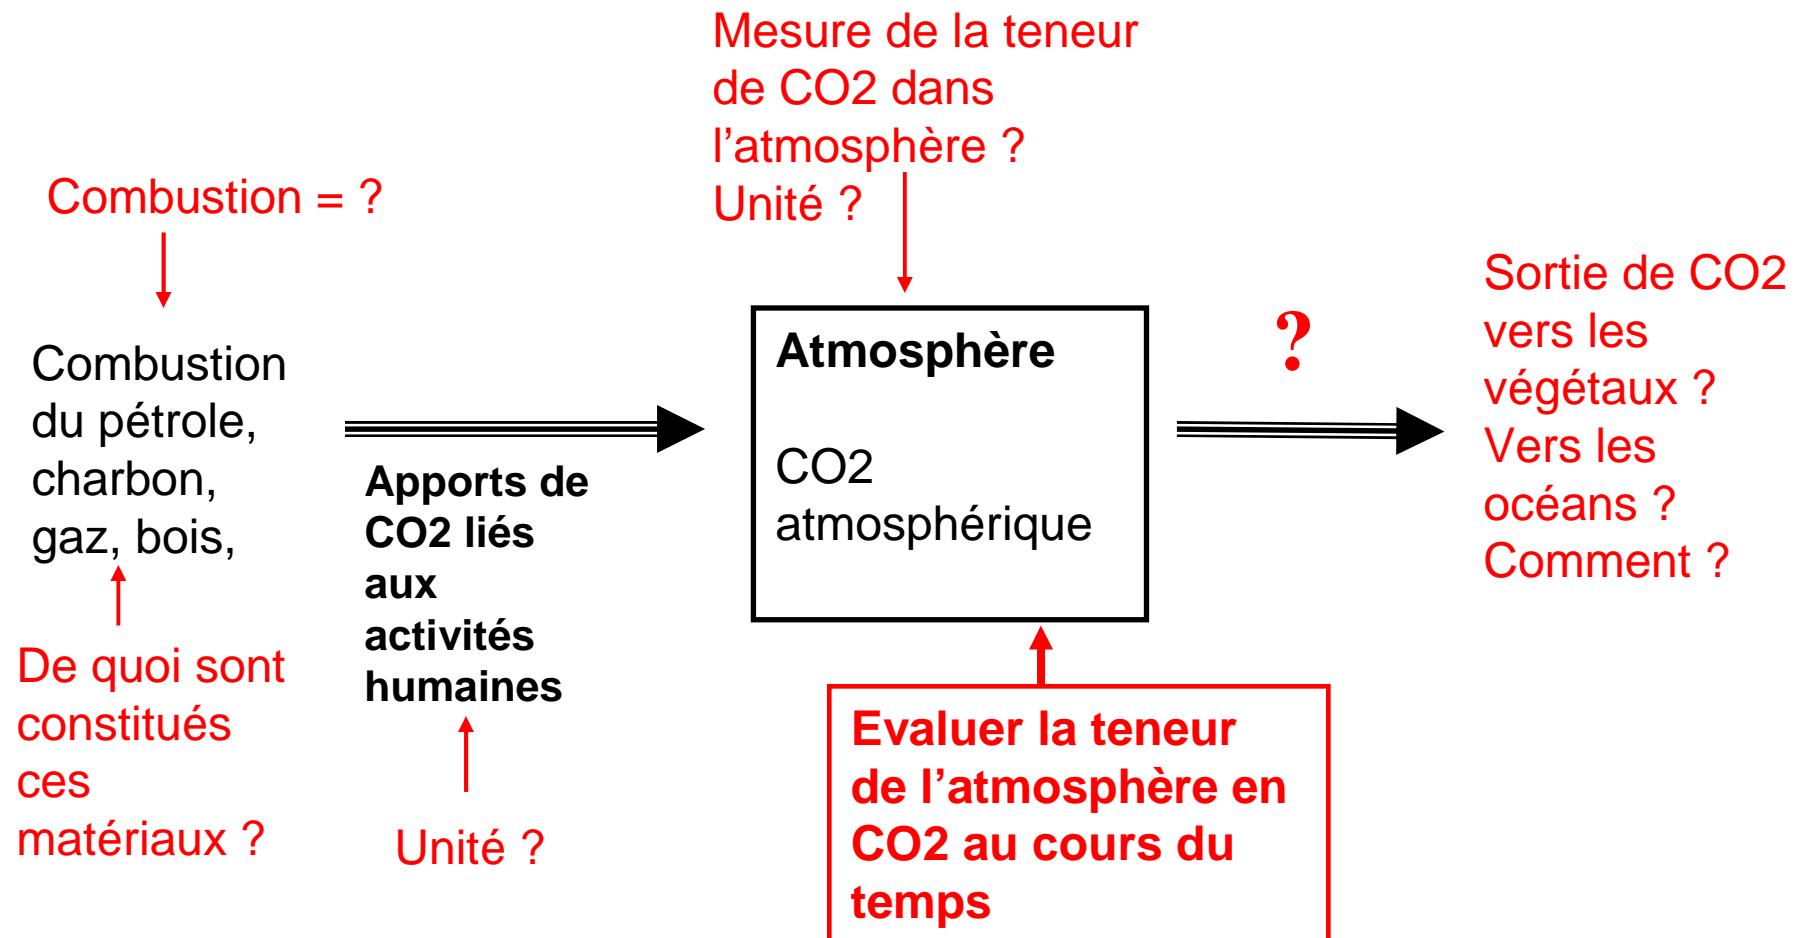 Mesure de la teneur
de CO2 dans
l’atmosphère ?
Unité ?
Combustion = ?
Combustion
du pétrole,
charbon,
gaz, bois,
De quoi sont
constitués
ces
matériaux ?
Apports de
CO2 liés
aux
activités
humaines
Unité ?
Atmosphère
CO2
atmosphérique
Evaluer la teneur
de l’atmosphère en
CO2 au cours du
temps
?
Sortie de CO2
vers les
végétaux ?
Vers les
océans ?
Comment ?